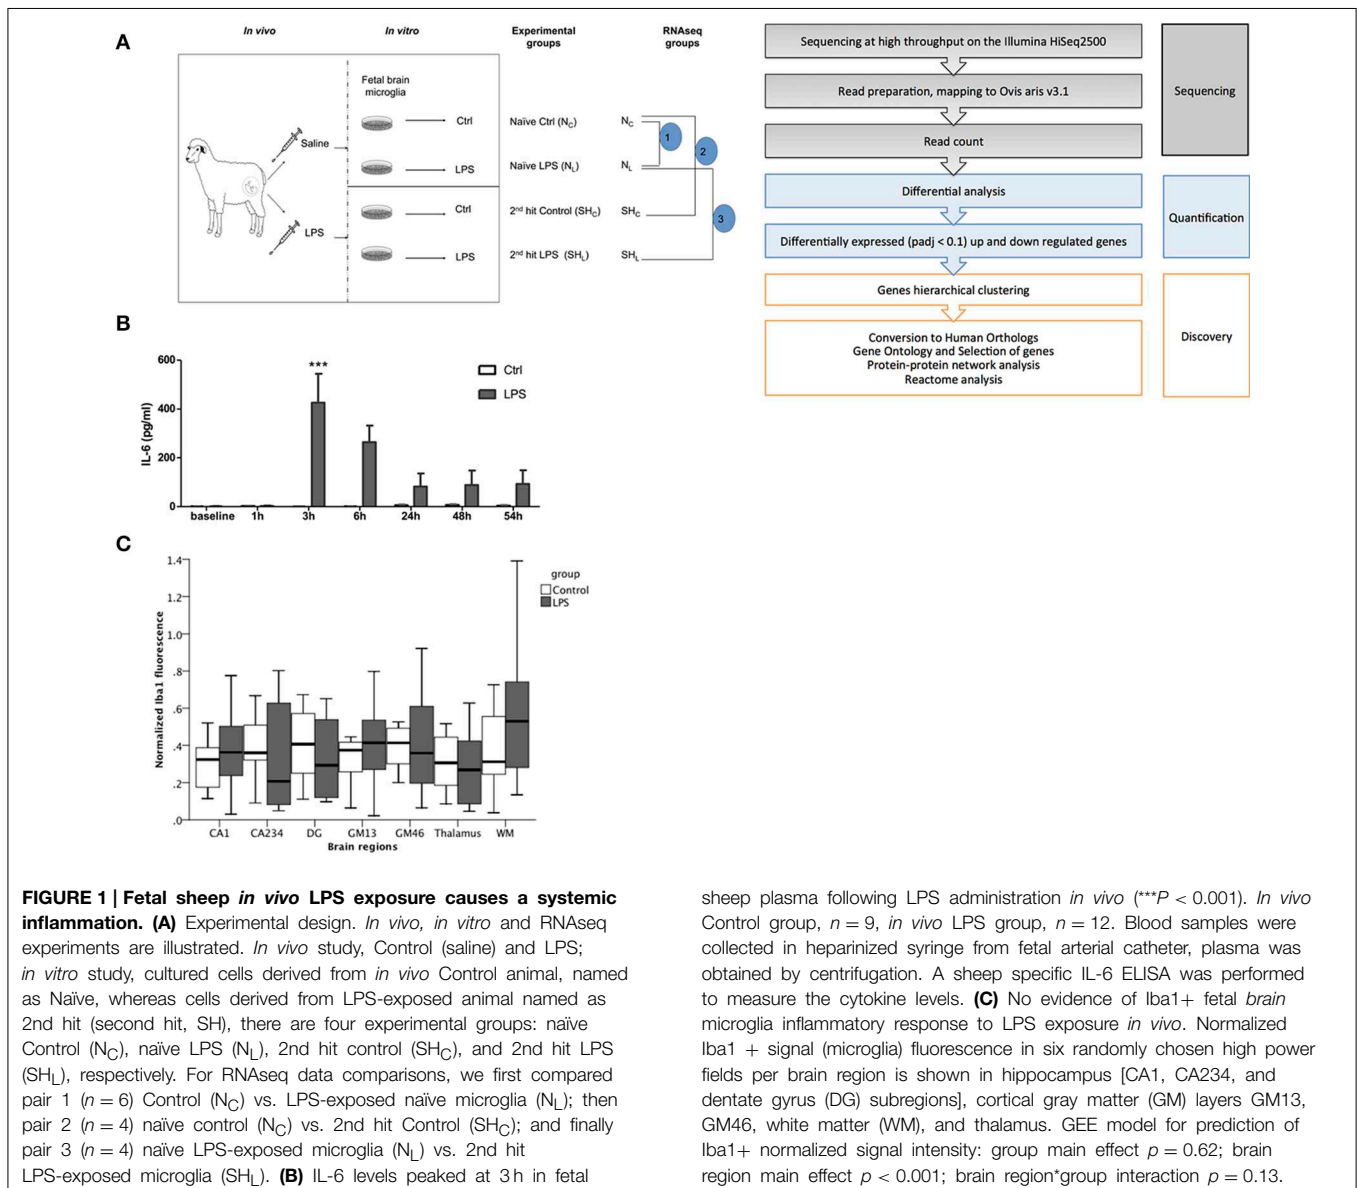 A
In vivo
In vitro
Experimental
groups
RNAseq
groups
Fetal brain
microglia
Saline
LPS
Ctrl
LPS
Ctrl
LPS
Naïve Ctrl (NC)
Naïve LPS (NL)
2nd hit Control (SHC)
2nd hit LPS (SHL)
NC
NL
SHC
SHL
1
2
3
Sequencing at high throughput on the Illumina HiSeq2500
Read preparation, mapping to Ovis aris v3.1
Read count
Differential analysis
Differentially expressed (padj < 0.1) up and down regulated genes
Genes hierarchical clustering
Conversion to Human Orthologs
Gene Ontology and Selection of genes
Protein-protein network analysis
Reactome analysis
Sequencing
Quantification
Discovery
B
IL-6 (pg/ml)
600
400
200
0
***
Ctrl
LPS
baseline 1h 3h 6h 24h 48h 54h
C
Normalized Iba1 fluorescence
1.4
1.2
1.0
.8
.6
.4
.2
.0
group
Control
LPS
CA1 CA234 DG GM13 GM46 Thalamus WM
Brain regions
FIGURE 1 | Fetal sheep in vivo LPS exposure causes a systemic
inflammation. (A) Experimental design. In vivo, in vitro and RNAseq
experiments are illustrated. In vivo study, Control (saline) and LPS;
in vitro study, cultured cells derived from in vivo Control animal, named
as Naïve, whereas cells derived from LPS-exposed animal named as
2nd hit (second hit, SH), there are four experimental groups: naïve
Control (NC), naïve LPS (NL), 2nd hit control (SHC), and 2nd hit LPS
(SHL), respectively. For RNAseq data comparisons, we first compared
pair 1 (n = 6) Control (NC) vs. LPS-exposed naïve microglia (NL); then
pair 2 (n = 4) naïve control (NC) vs. 2nd hit Control (SHC); and finally
pair 3 (n = 4) naïve LPS-exposed microglia (NL) vs. 2nd hit
LPS-exposed microglia (SHL). (B) IL-6 levels peaked at 3 h in fetal
sheep plasma following LPS administration in vivo (***P < 0.001). In vivo
Control group, n = 9, in vivo LPS group, n = 12. Blood samples were
collected in heparinized syringe from fetal arterial catheter, plasma was
obtained by centrifugation. A sheep specific IL-6 ELISA was performed
to measure the cytokine levels. (C) No evidence of Iba1+ fetal brain
microglia inflammatory response to LPS exposure in vivo. Normalized
Iba1 + signal (microglia) fluorescence in six randomly chosen high power
fields per brain region is shown in hippocampus [CA1, CA234, and
dentate gyrus (DG) subregions], cortical gray matter (GM) layers GM13,
GM46, white matter (WM), and thalamus. GEE model for prediction of
Iba1+ normalized signal intensity: group main effect p = 0.62; brain
region main effect p < 0.001; brain region*group interaction p = 0.13.